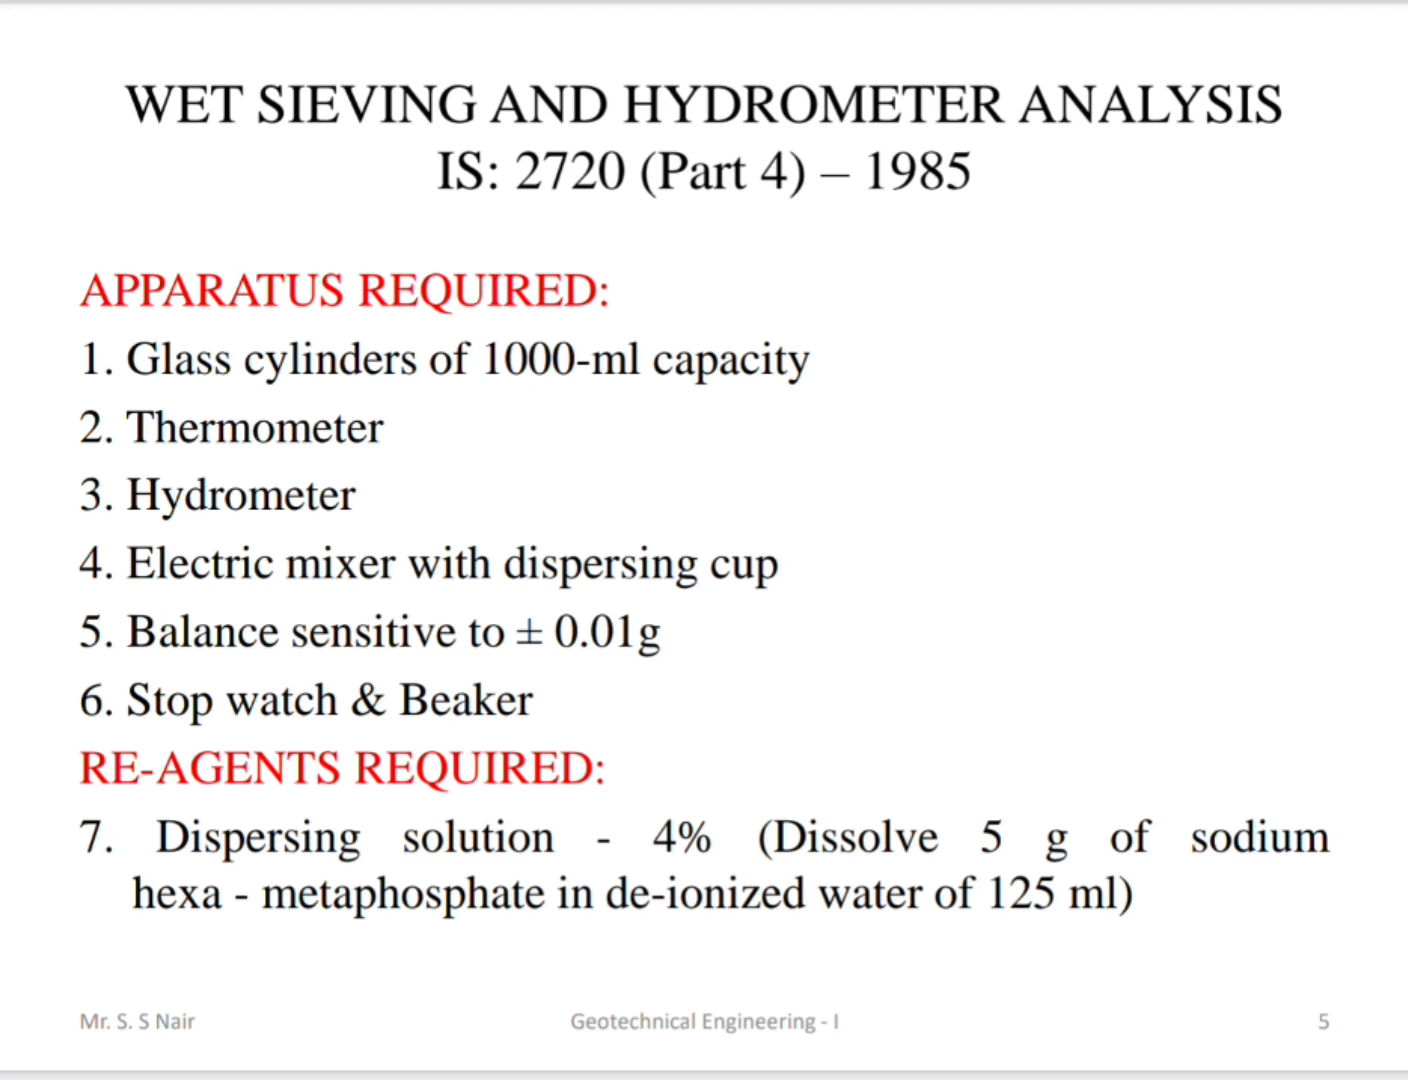 WET SIEVING AND HYDROMETER ANALYSIS
IS: 2720 (Part 4) – 1985
APPARATUS REQUIRED:
1. Glass cylinders of 1000-ml capacity
2. Thermometer
3. Hydrometer
4. Electric mixer with dispersing cup
5. Balance sensitive to ± 0.01g
6. Stop watch & Beaker
RE-AGENTS REQUIRED:
7. Dispersing solution - 4% (Dissolve 5 g of sodium
hexa - metaphosphate in de-ionized water of 125 ml)
Mr. S. S Nair Geotechnical Engineering - I 5